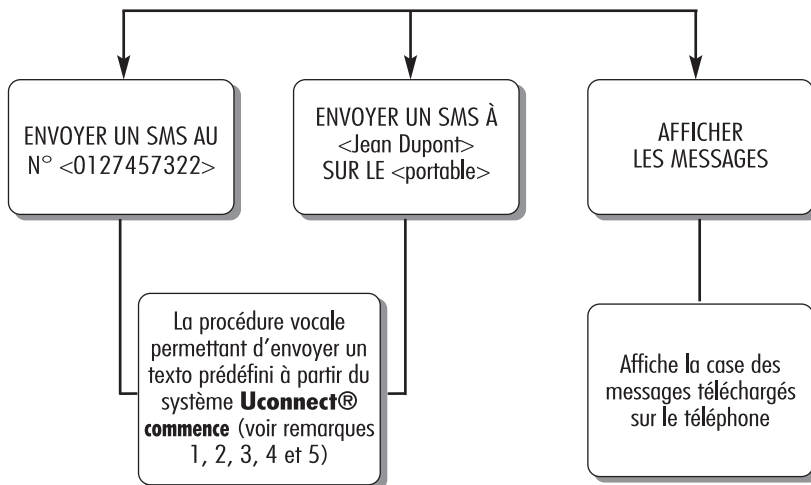 ENVOYER UN SMS AU
N° <0127457322>
ENVOYER UN SMS À
<Jean Dupont>
SUR LE <portable>
AFFICHER
LES MESSAGES
La procédure vocale
permettant d'envoyer un
texto prédéfini à partir du
système Uconnect®
commence (voir remarques
1, 2, 3, 4 et 5)
Affiche la case des
messages téléchargés
sur le téléphone